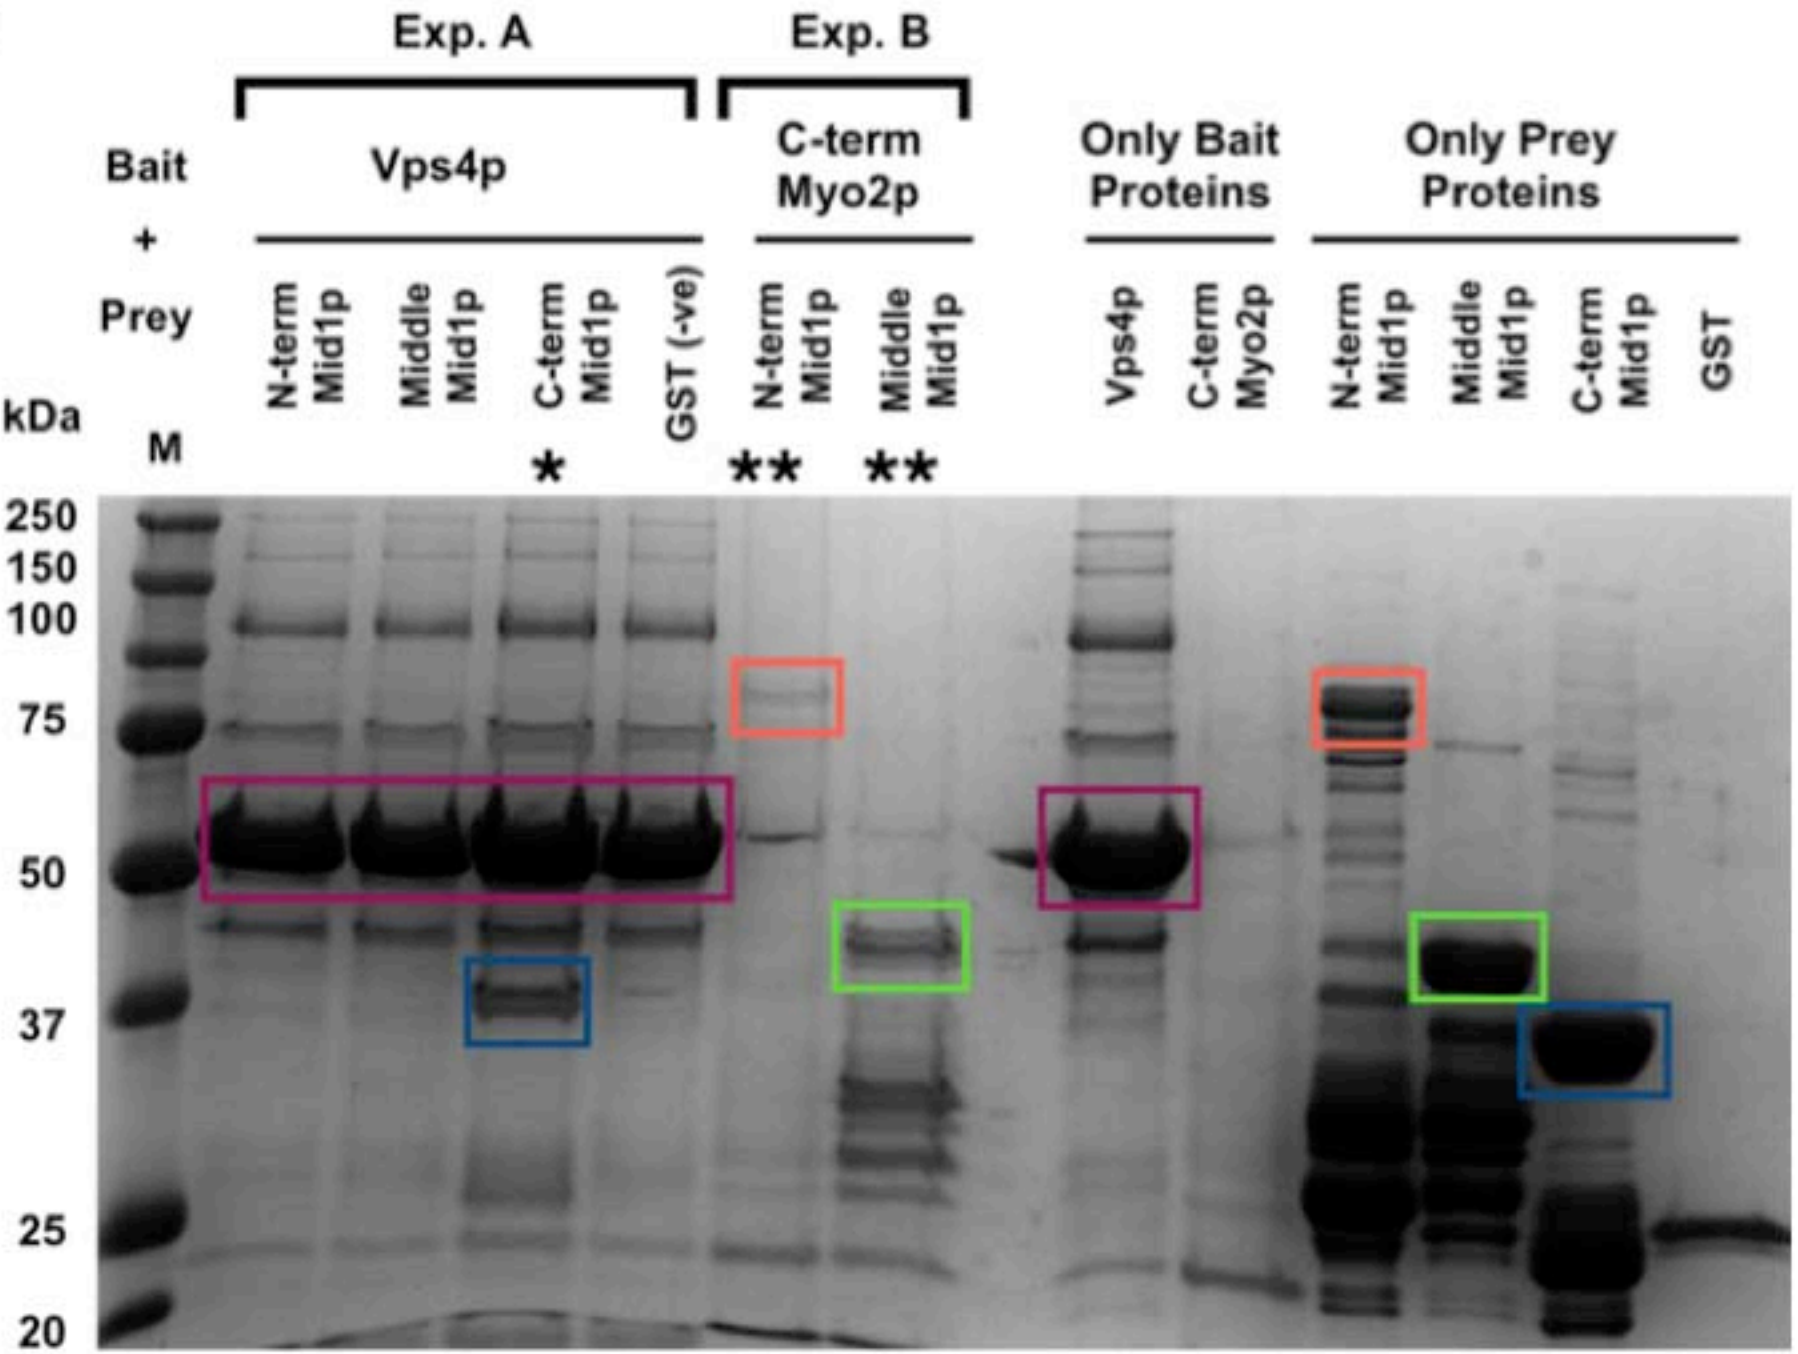 Exp. A
Exp. B
Bait
+
Prey
Vps4p
C-term
Myo2p
Only Bait
Proteins
Only Prey
Proteins
N-term
Mid1p
Middle
Mid1p
C-term
Mid1p
GST (-ve)
N-term
Mid1p
Middle
Mid1p
Vps4p
C-term
Myo2p
N-term
Mid1p
Middle
Mid1p
C-term
Mid1p
GST
kDa
M
*
**
**
250
150
100
75
50
37
25
20